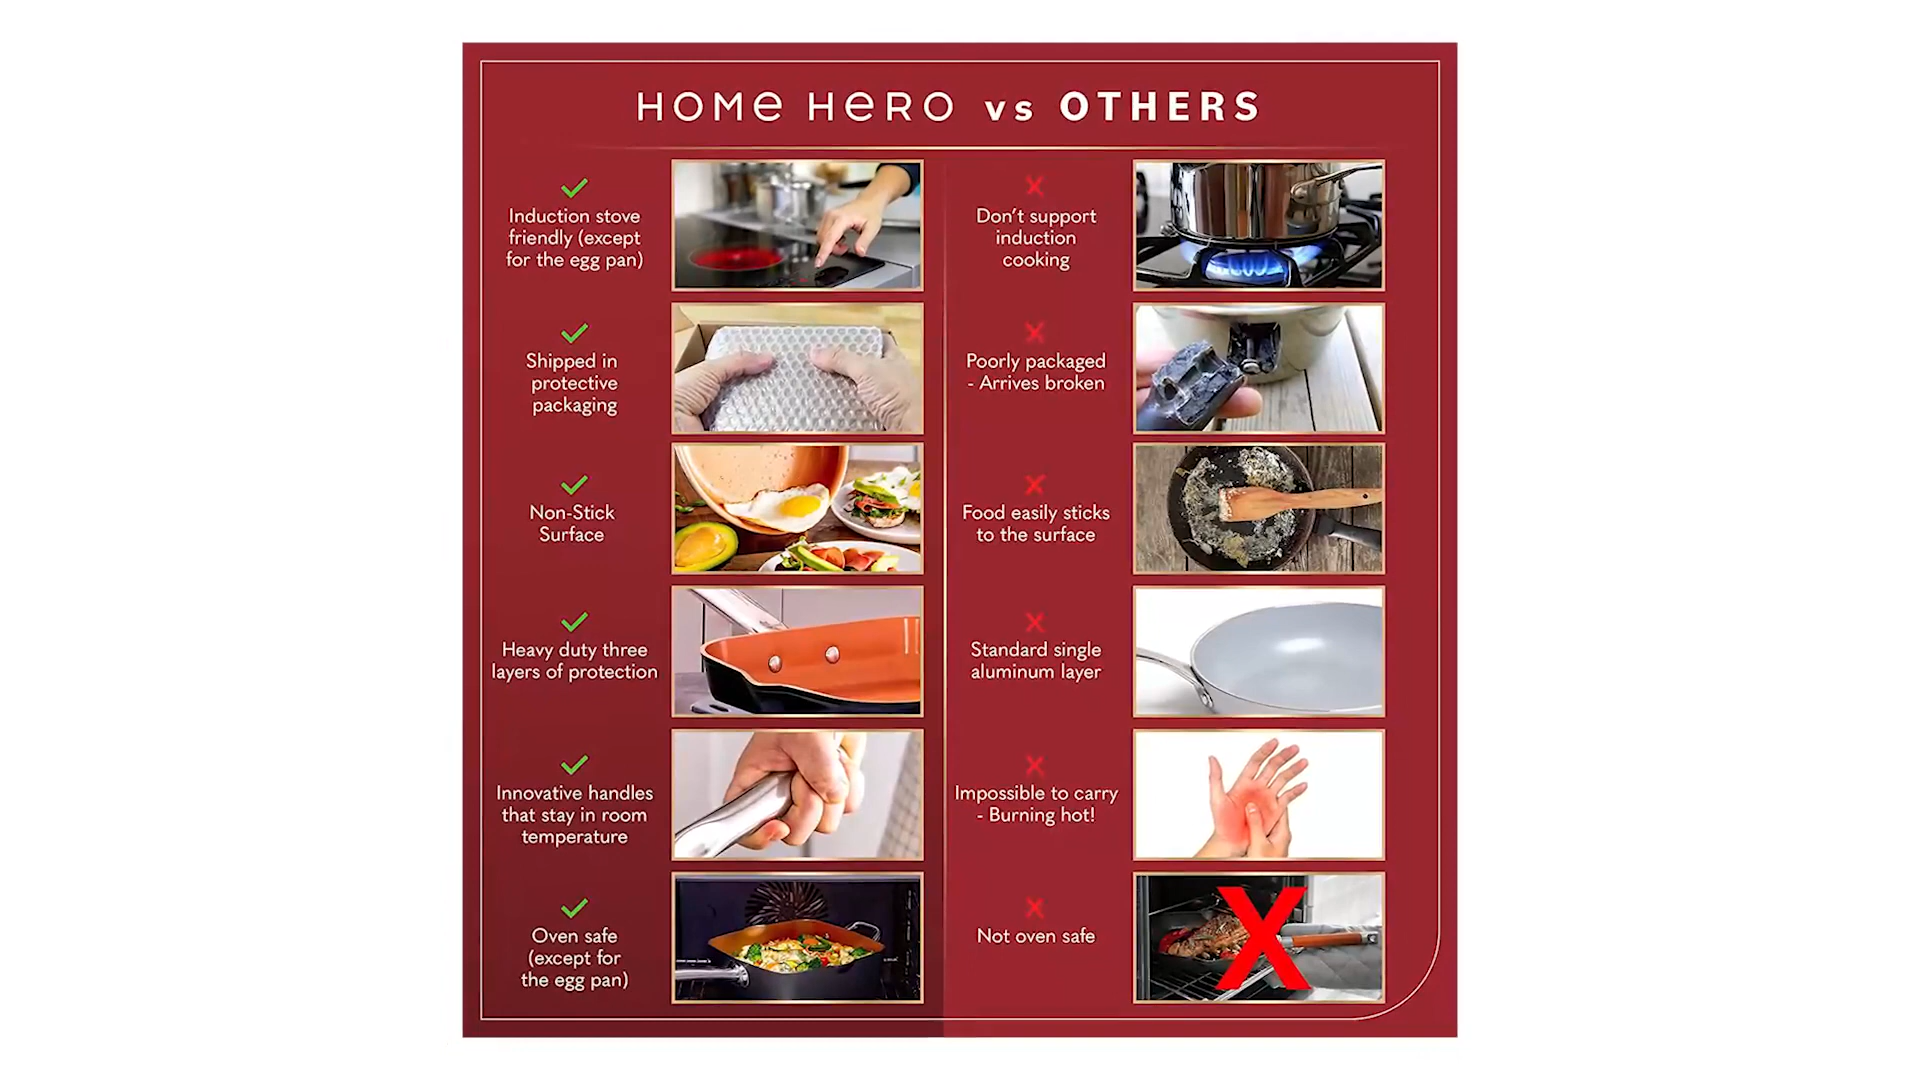 HOMe HeRO vs OTHERS
Induction stove
friendly (except
for the egg pan)
Don't support
induction
cooking
Shipped in
protective
packaging
Poorly packaged
- Arrives broken
Non-Stick
Surface
Food easily sticks
to the surface
Heavy duty three
layers of protection
Standard single
aluminum layer
Innovative handles
that stay in room
temperature
Impossible to carry
- Burning hot!
Oven safe
(except for
the egg pan)
Not oven safe